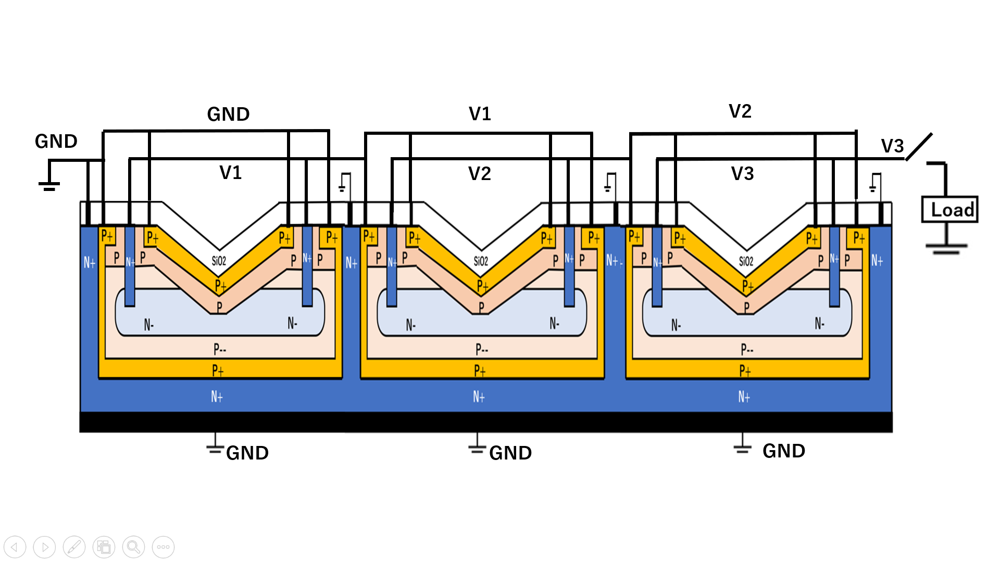 GND
V1
V2
GND
V3
V1
V2
V3
Load
P+
P+
P+
P+
P+
P+
P+
P+
P+
P+
P+
P+
N+
P
N+
P
SiO2
P
N+
P
N+
P
N+
P
SiO2
P
N+
P
N+
-
P
N+
P
SiO2
P
N+
P
N+
P+
P+
P+
P
P
P
N-
N-
N-
N-
N-
N-
P--
P--
P--
P+
P+
P+
N+
N+
N+
GND
GND
GND